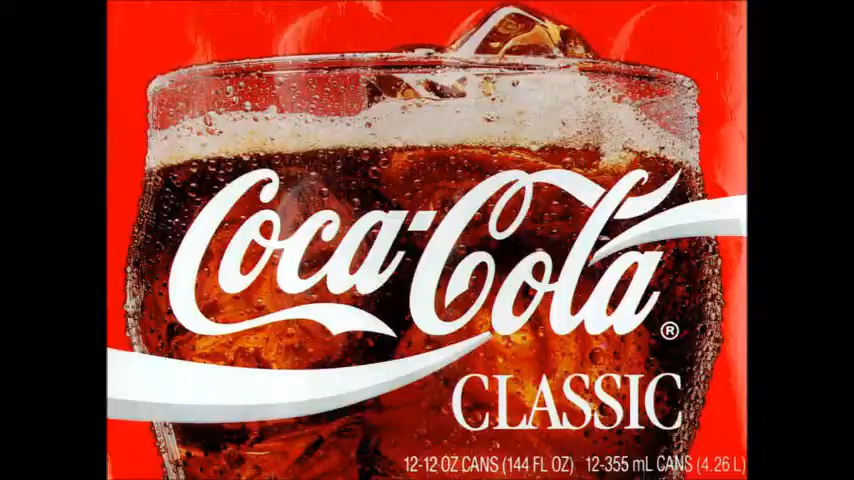 Coca-Cola ®
CLASSIC
12-12 OZ CANS (144 FL OZ) 12-355 mL CANS (4.26 L)